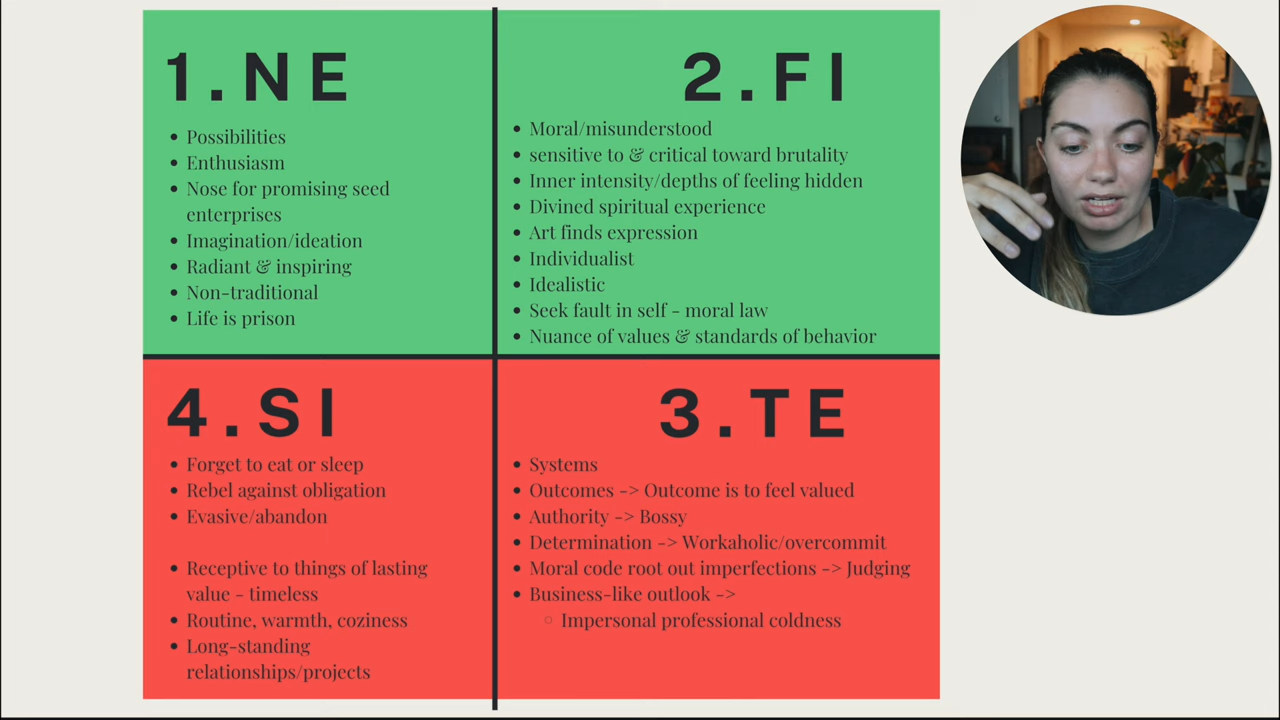 1.NE
• Possibilities
• Enthusiasm
• Nose for promising seed
enterprises
• Imagination/ideation
• Radiant & inspiring
• Non-traditional
• Life is prison
2.FI
• Moral/misunderstood
• sensitive to & critical toward brutality
• Inner intensity/depths of feeling hidden
• Divined spiritual experience
• Art finds expression
• Individualist
• Idealistic
• Seek fault in self - moral law
• Nuance of values & standards of behavior
4.SI
• Forget to eat or sleep
• Rebel against obligation
• Evasive/abandon
• Receptive to things of lasting
value - timeless
• Routine, warmth, coziness
• Long-standing
relationships/projects
3.TE
• Systems
• Outcomes -> Outcome is to feel valued
• Authority -> Bossy
• Determination -> Workaholic/overcommit
• Moral code root out imperfections -> Judging
• Business-like outlook ->
○ Impersonal professional coldness